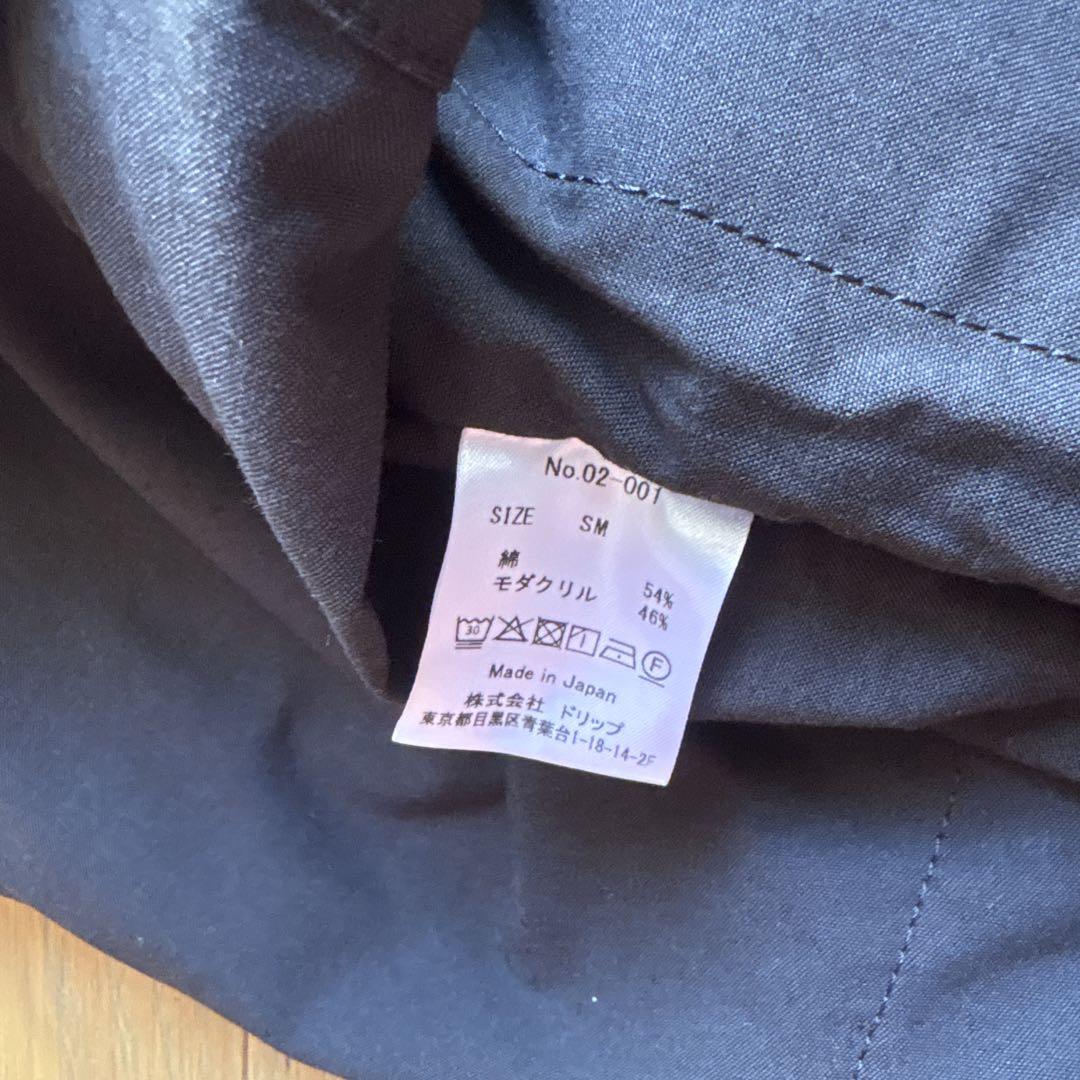 No.02-001
SIZE SM
綿 54%
モダクリル 46%
30 F
Made in Japan
株式会社 ドリップ
東京都目黒区青葉台1-18-14-2F